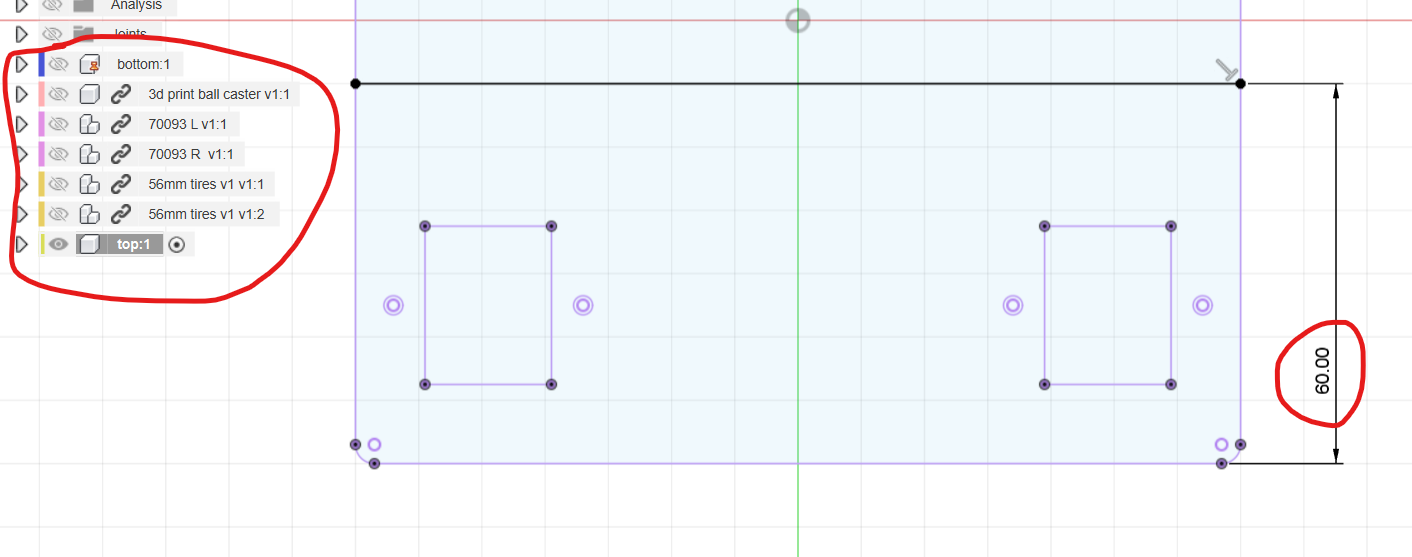 Analysis
Joints
bottom:1
3d print ball caster v1:1
70093 L v1:1
70093 R v1:1
56mm tires v1 v1:1
56mm tires v1 v1:2
top:1
60.00